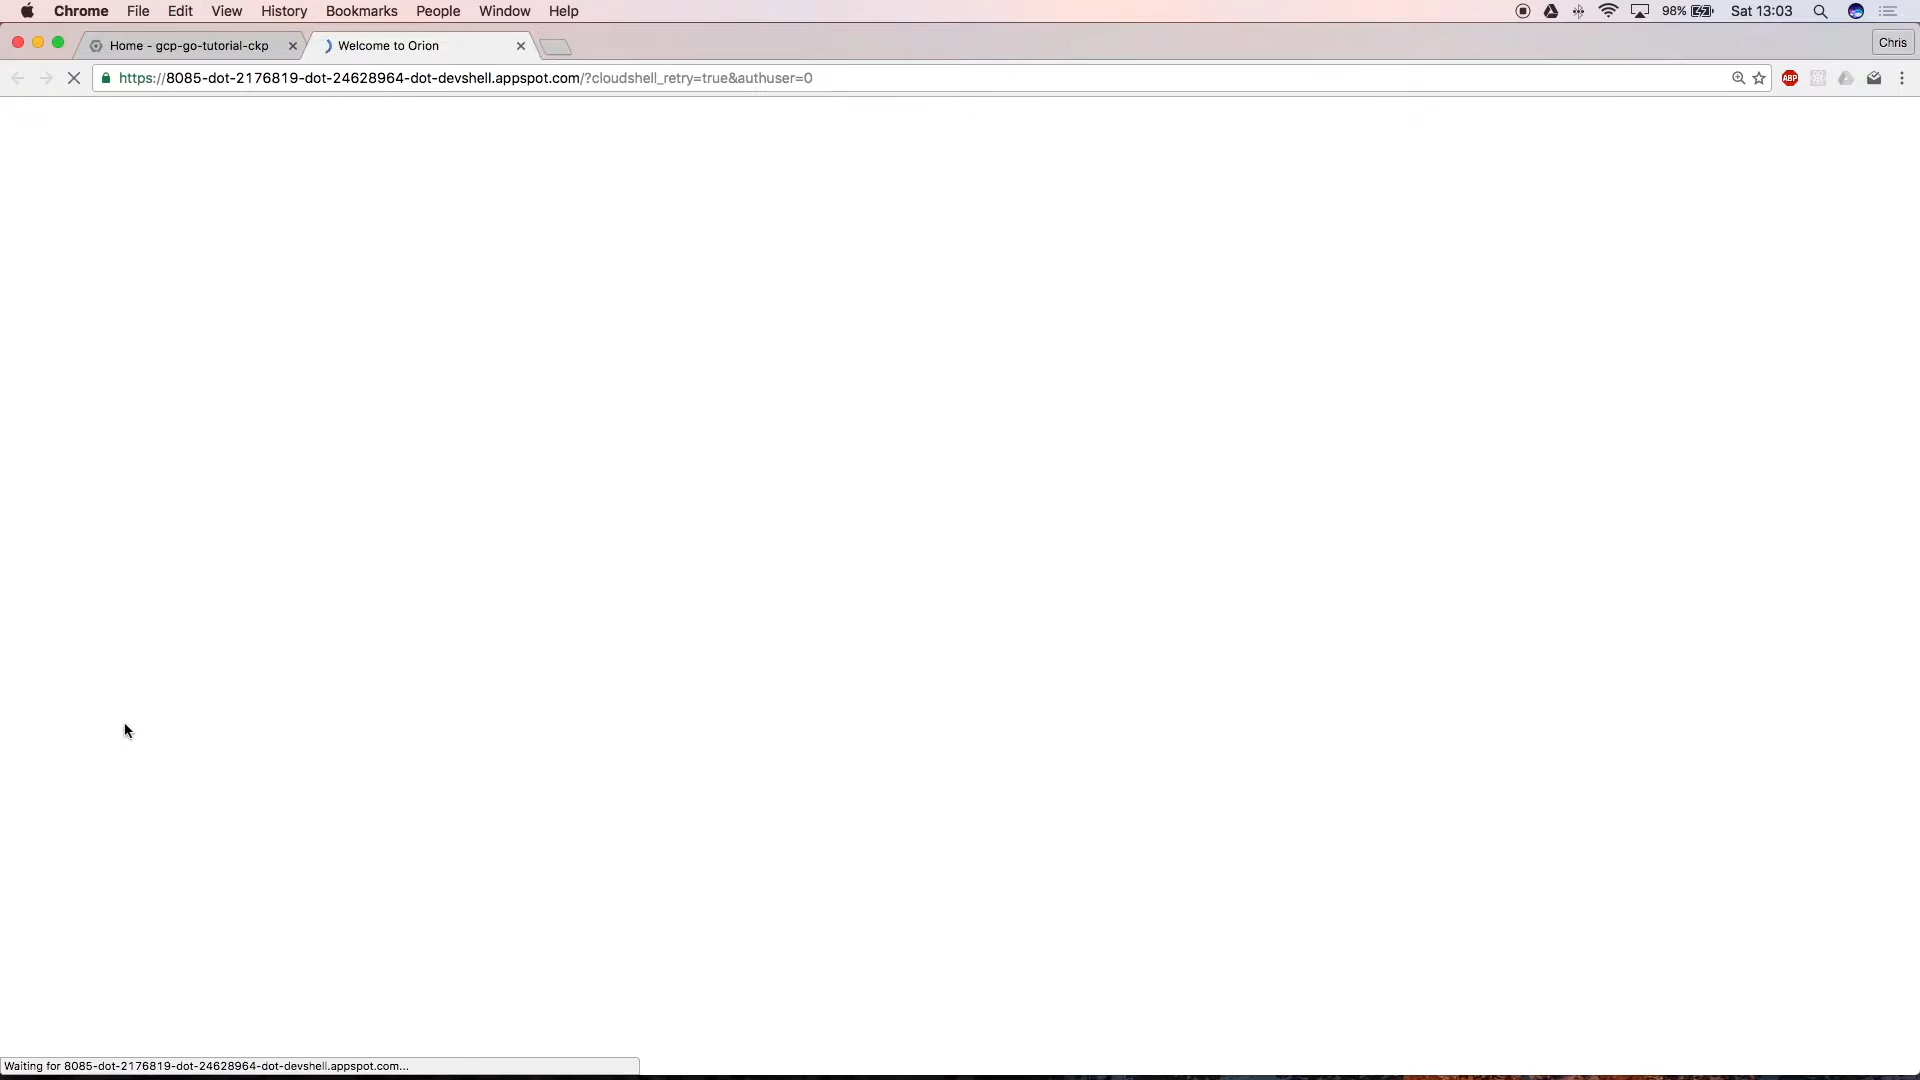 Chrome File Edit View History Bookmarks People Window Help 98% Sat 13:03
Home - gcp-go-tutorial-ckp Welcome to Orion Chris
https://8085-dot-2176819-dot-24628964-dot-devshell.appspot.com/?cloudshell_retry=true&authuser=0 ABP
Waiting for 8085-dot-2176819-dot-24628964-dot-devshell.appspot.com...